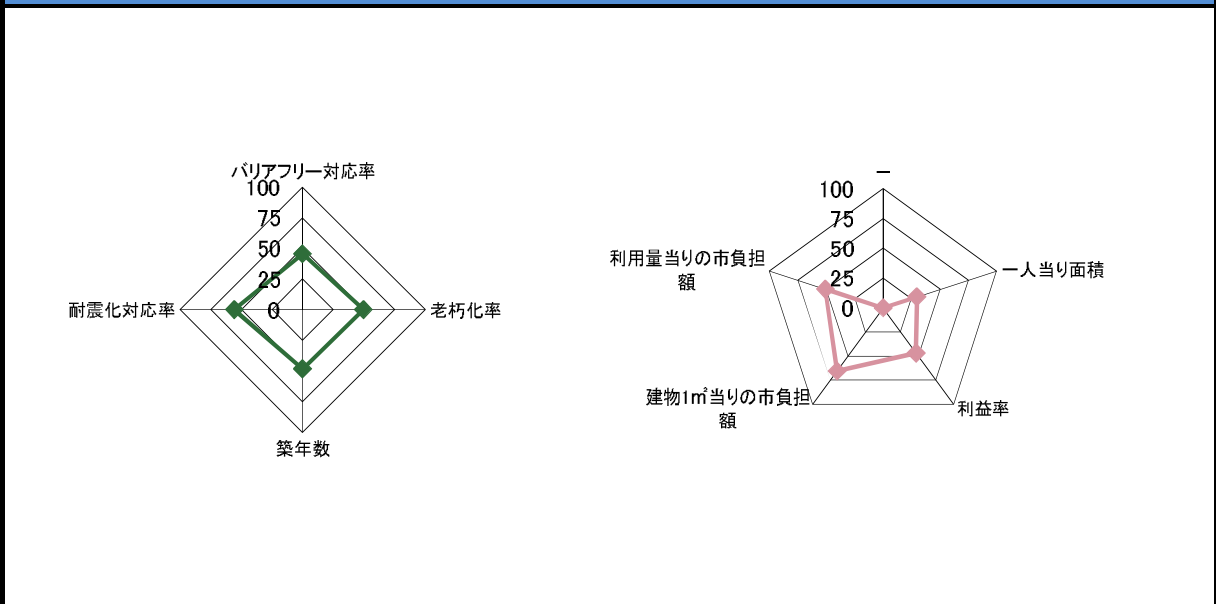 バリアフリー対応率
100
75
50
25
0
耐震化対応率
老朽化率
築年数
ー
100
75
50
25
0
利用量当りの市負担
額
一人当り面積
建物1㎡当りの市負担
額
利益率